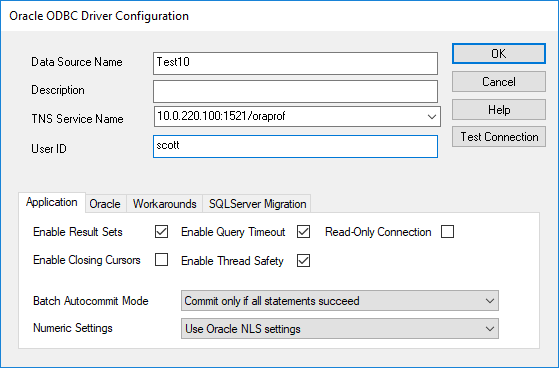 Oracle ODBC Driver Configuration
Data Source Name
Test10
OK
Description
Cancel
TNS Service Name
10.0.220.100:1521/oraprof
Help
User ID
scott
Test Connection
Application
Oracle
Workarounds
SQLServer Migration
Enable Result Sets
Enable Query Timeout
Read-Only Connection
Enable Closing Cursors
Enable Thread Safety
Batch Autocommit Mode
Commit only if all statements succeed
Numeric Settings
Use Oracle NLS settings